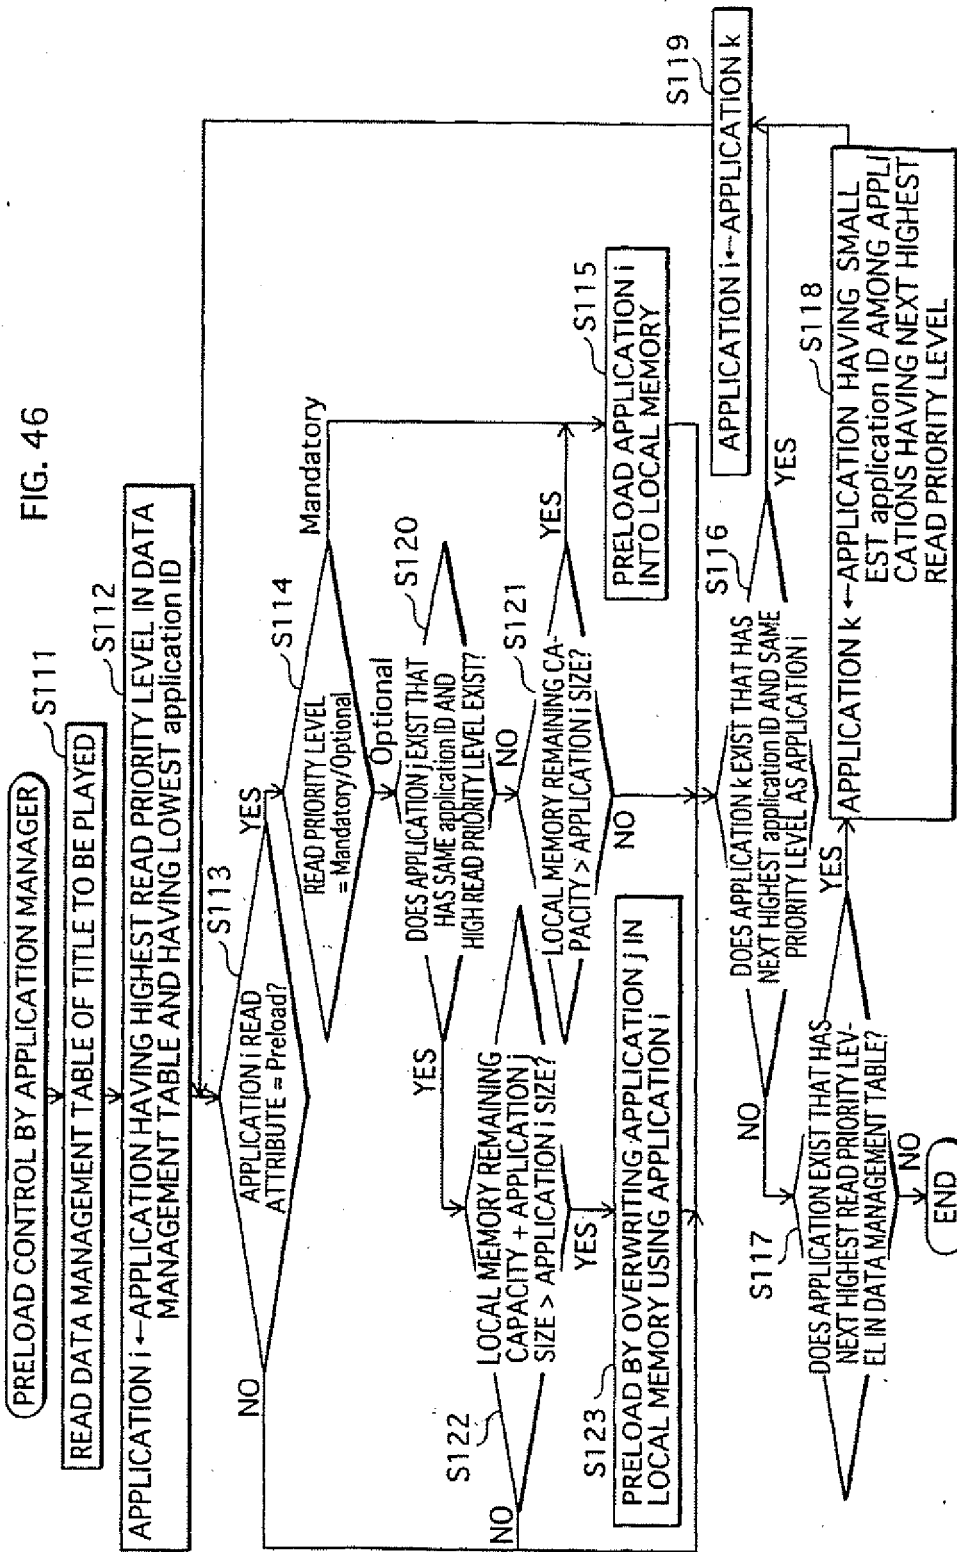 FIG. 46
PRELOAD CONTROL BY APPLICATION MANAGER
S111
READ DATA MANAGEMENT TABLE OF TITLE TO BE PLAYED
S112
APPLICATION i ← APPLICATION HAVING HIGHEST READ PRIORITY LEVEL IN DATA
MANAGEMENT TABLE AND HAVING LOWEST application ID
S113
APPLICATION i READ
ATTRIBUTE = Preload?
NO
YES
S114
READ PRIORITY LEVEL
= Mandatory/Optional
Mandatory
Optional
S120
DOES APPLICATION j EXIST THAT
HAS SAME application ID AND
HIGH READ PRIORITY LEVEL EXIST?
YES
NO
S115
PRELOAD APPLICATION i
INTO LOCAL MEMORY
S122
LOCAL MEMORY REMAINING
CAPACITY + APPLICATION j
SIZE > APPLICATION i SIZE?
NO
YES
S121
LOCAL MEMORY REMAINING CA-
PACITY > APPLICATION i SIZE?
YES
NO
S123
PRELOAD BY OVERWRITING APPLICATION j IN
LOCAL MEMORY USING APPLICATION i
S116
DOES APPLICATION k EXIST THAT HAS
NEXT HIGHEST application ID AND SAME
PRIORITY LEVEL AS APPLICATION i
NO
YES
S119
APPLICATION i ← APPLICATION k
S117
DOES APPLICATION EXIST THAT HAS
NEXT HIGHEST READ PRIORITY LEV-
EL IN DATA MANAGEMENT TABLE?
YES
NO
S118
APPLICATION k ← APPLICATION HAVING SMALL
EST application ID AMONG APPLI
CATIONS HAVING NEXT HIGHEST
READ PRIORITY LEVEL
END